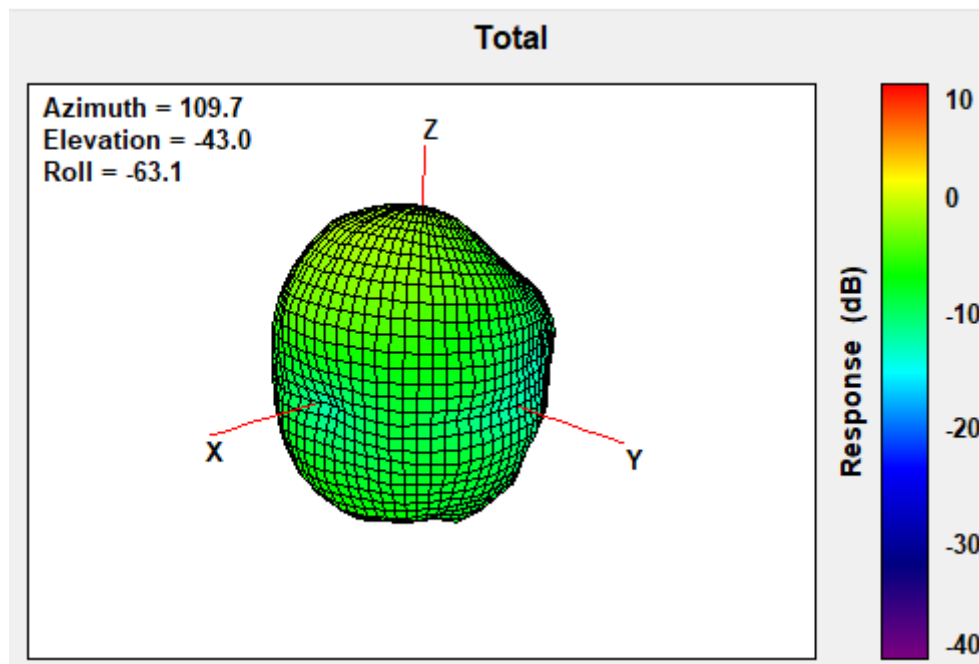 Total
Azimuth = 109.7
Elevation = -43.0
Roll = -63.1
Z
X
Y
Response (dB)
10
0
-10
-20
-30
-40